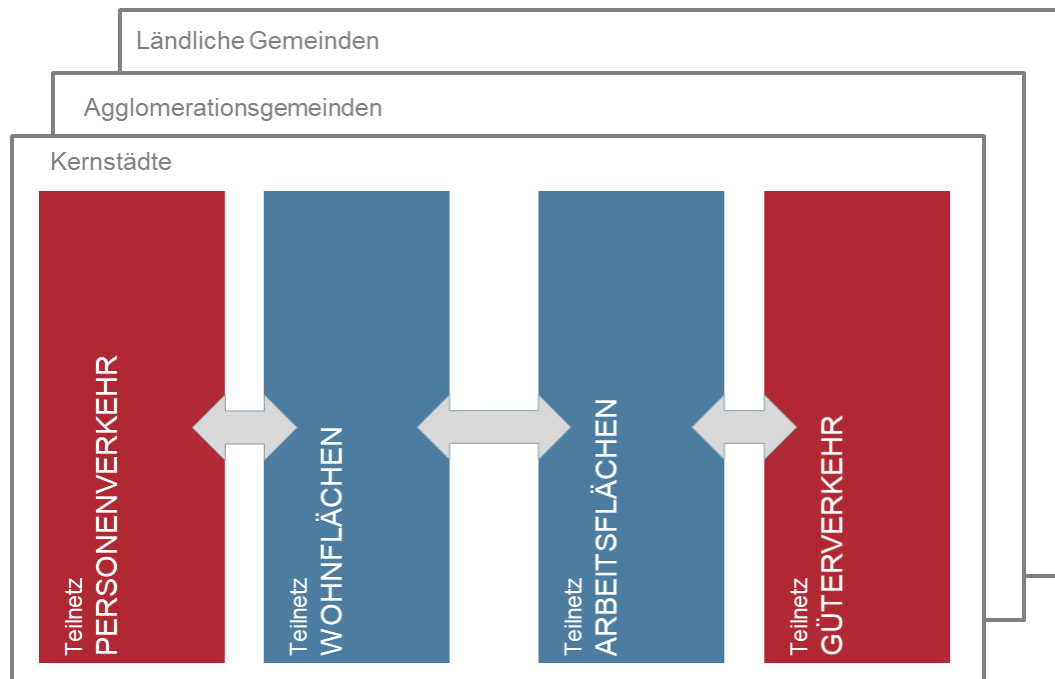 Ländliche Gemeinden
Agglomerationsgemeinden
Kernstädte
Teilnetz
PERSONENVERKEHR
Teilnetz
WOHNFLÄCHEN
Teilnetz
ARBEITSFLÄCHEN
Teilnetz
GÜTERVERKEHR